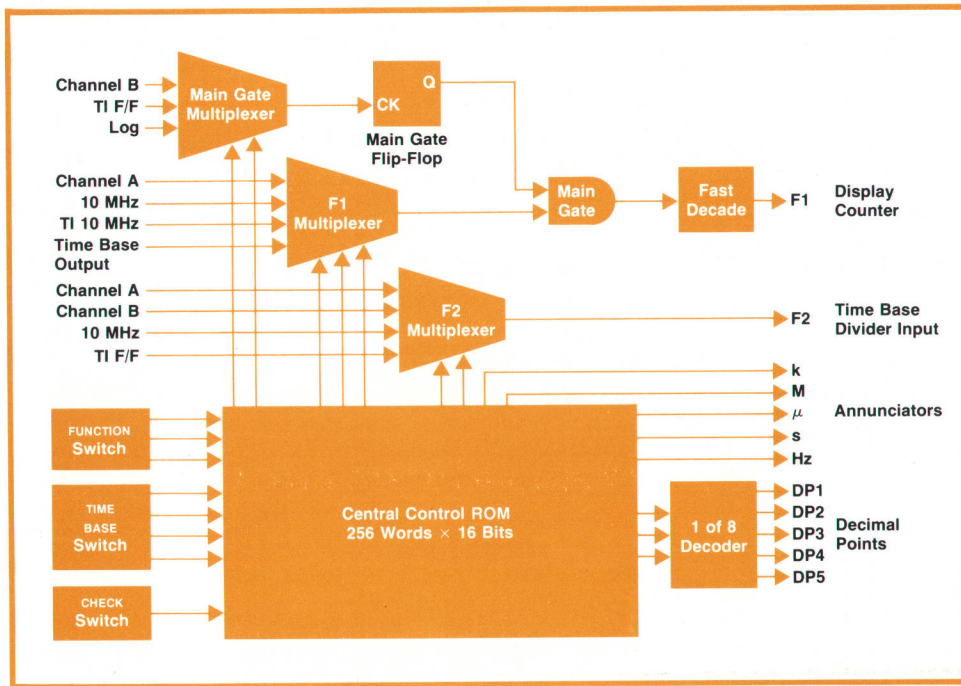 Channel B
TI F/F
Log
Main Gate
Multiplexer
Q
CK
Main Gate
Flip-Flop
Channel A
10 MHz
TI 10 MHz
Time Base
Output
F1
Multiplexer
Main
Gate
Fast
Decade
F1
Display
Counter
Channel A
Channel B
10 MHz
TI F/F
F2
Multiplexer
F2
Time Base
Divider Input
k
M
μ
s
Hz
Annunciators
FUNCTION
Switch
TIME
BASE
Switch
CHECK
Switch
Central Control ROM
256 Words × 16 Bits
1 of 8
Decoder
DP1
DP2
DP3
DP4
DP5
Decimal
Points